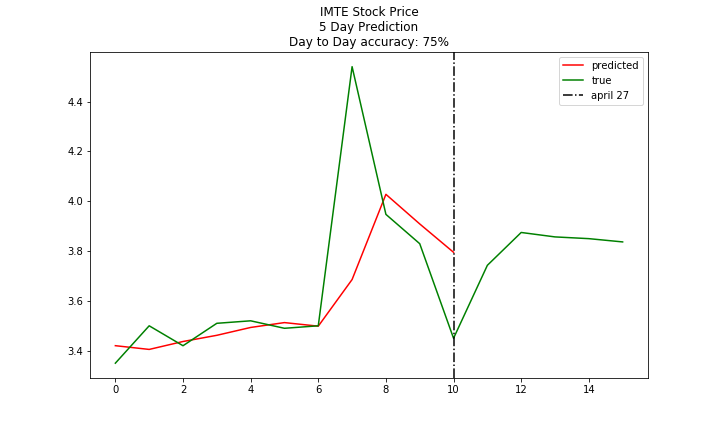 IMTE Stock Price
5 Day Prediction
Day to Day accuracy: 75%
predicted
true
april 27
4.4
4.2
4.0
3.8
3.6
3.4
0 2 4 6 8 10 12 14